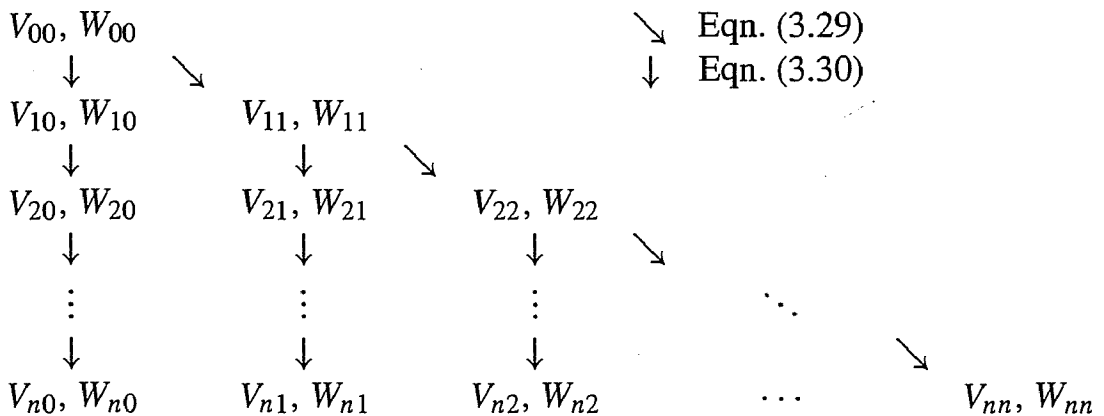 V₀₀, W₀₀ ↘ Eqn. (3.29)
↓ ↘ ↓ Eqn. (3.30)
V₁₀, W₁₀ V₁₁, W₁₁
↓ ↓ ↘
V₂₀, W₂₀ V₂₁, W₂₁ V₂₂, W₂₂
↓ ↓ ↓ ↘
⋮ ⋮ ⋮ ⋱
↓ ↓ ↓ ↘
Vₙ₀, Wₙ₀ Vₙ₁, Wₙ₁ Vₙ₂, Wₙ₂ ⋯ Vₙₙ, Wₙₙ